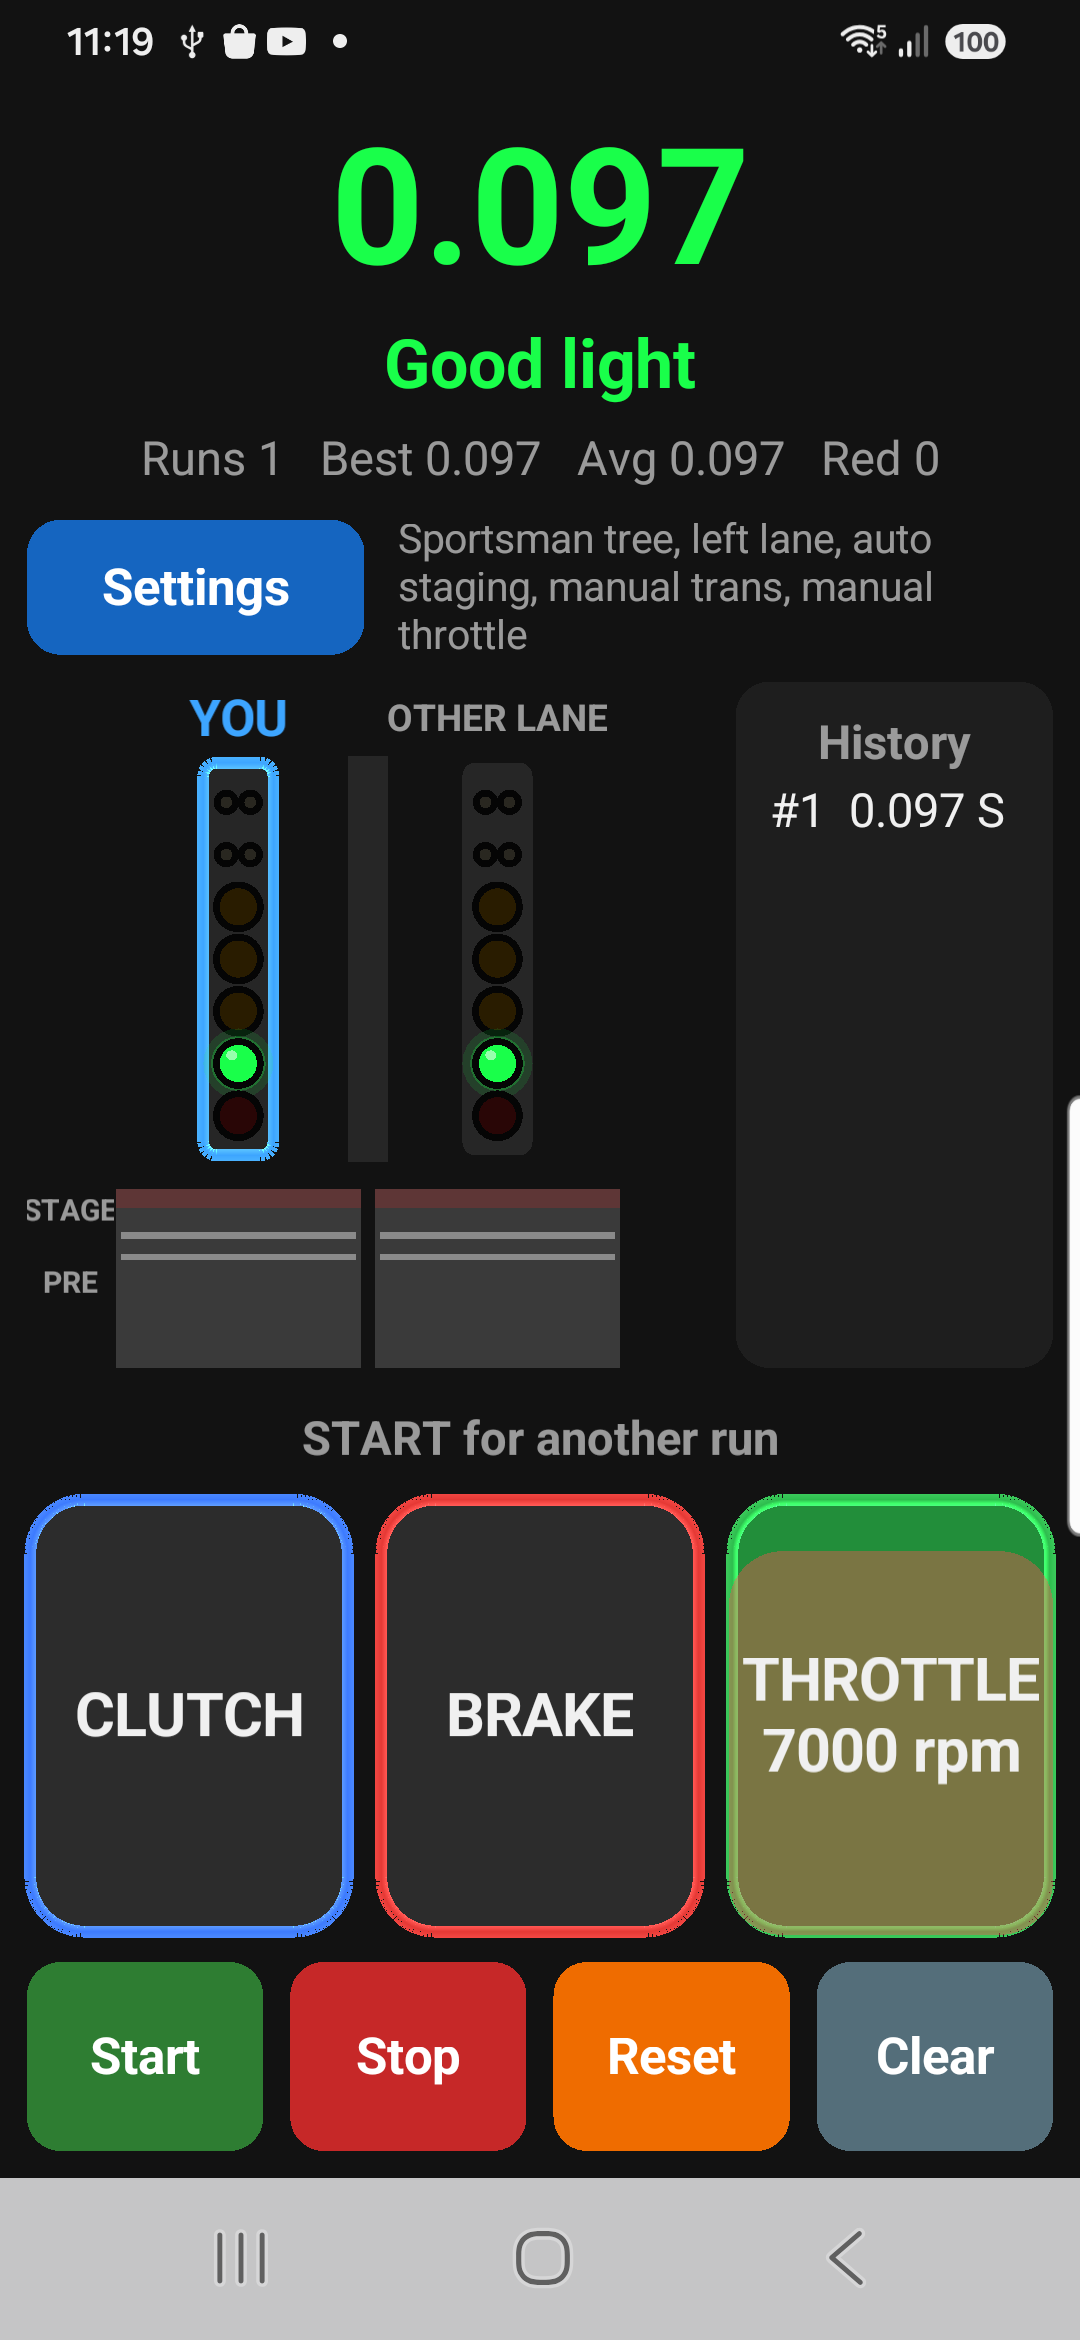 11:19
5
100
0.097
Good light
Runs 1 Best 0.097 Avg 0.097 Red 0
Settings
Sportsman tree, left lane, auto
staging, manual trans, manual
throttle
YOU
OTHER LANE
History
#1 0.097 S
STAGE
PRE
START for another run
CLUTCH
BRAKE
THROTTLE
7000 rpm
Start
Stop
Reset
Clear